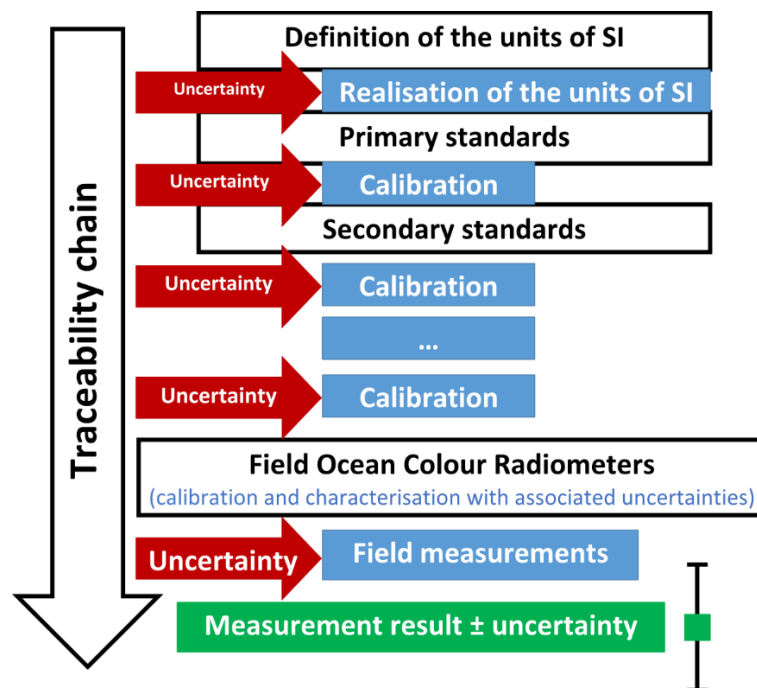 Definition of the units of SI
Uncertainty
Realisation of the units of SI
Primary standards
Uncertainty
Calibration
Secondary standards
Uncertainty
Calibration
...
Uncertainty
Calibration
Traceability chain
Field Ocean Colour Radiometers
(calibration and characterisation with associated uncertainties)
Uncertainty
Field measurements
Measurement result ± uncertainty